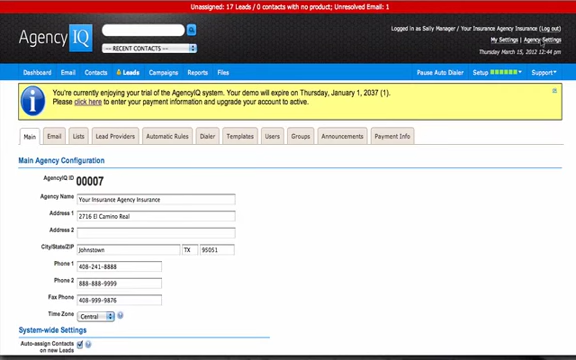 Unassigned: 17 Leads / 0 contacts with no product; Unresolved Email: 1
Agency IQ
-- RECENT CONTACTS --
Logged in as Sally Manager / Your Insurance Agency Insurance (Log out)
My Settings | Agency Settings
Thursday March 15, 2012 12:44 pm
Dashboard Email Contacts Leads Campaigns Reports Files Pause Auto Dialer Setup Support
You're currently enjoying your trial of the AgencyIQ system. Your demo will expire on Thursday, January 1, 2037 (1).
Please click here to enter your payment information and upgrade your account to active.
Main Email Lists Lead Providers Automatic Rules Dialer Templates Users Groups Announcements Payment Info
Main Agency Configuration
AgencyIQ ID 00007
Agency Name Your Insurance Agency Insurance
Address 1 2716 El Camino Real
Address 2
City/State/ZIP Johnstown TX 95051
Phone 1 408-241-8888
Phone 2 888-888-9999
Fax Phone 408-999-9876
Time Zone Central
System-wide Settings
Auto-assign Contacts
on new Leads